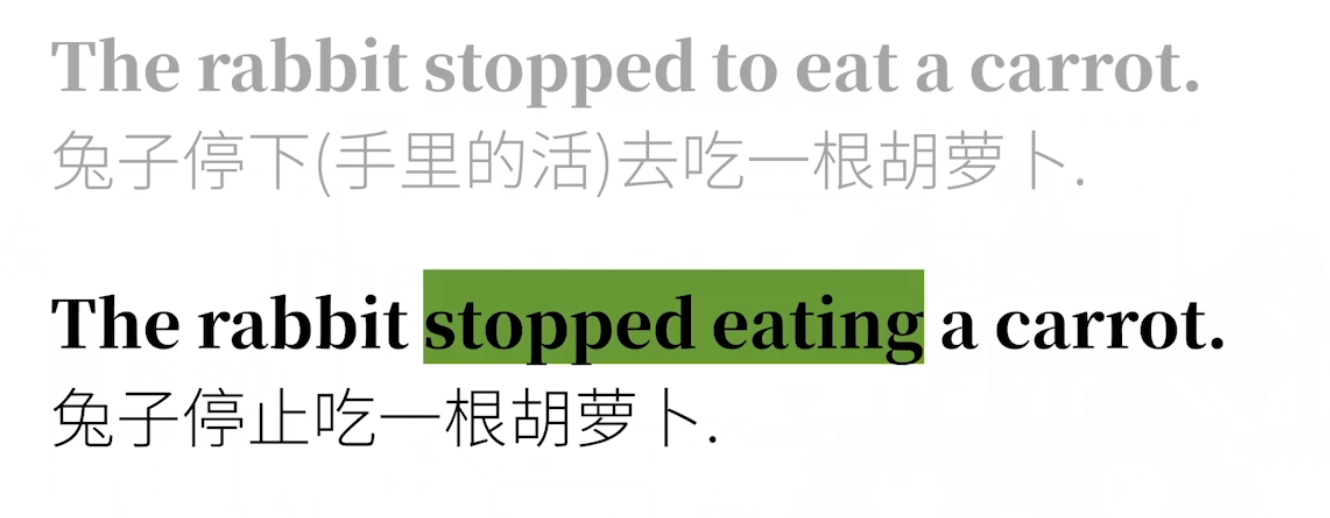 The rabbit stopped to eat a carrot.
兔子停下(手里的活)去吃一根胡萝卜.
The rabbit stopped eating a carrot.
兔子停止吃一根胡萝卜.